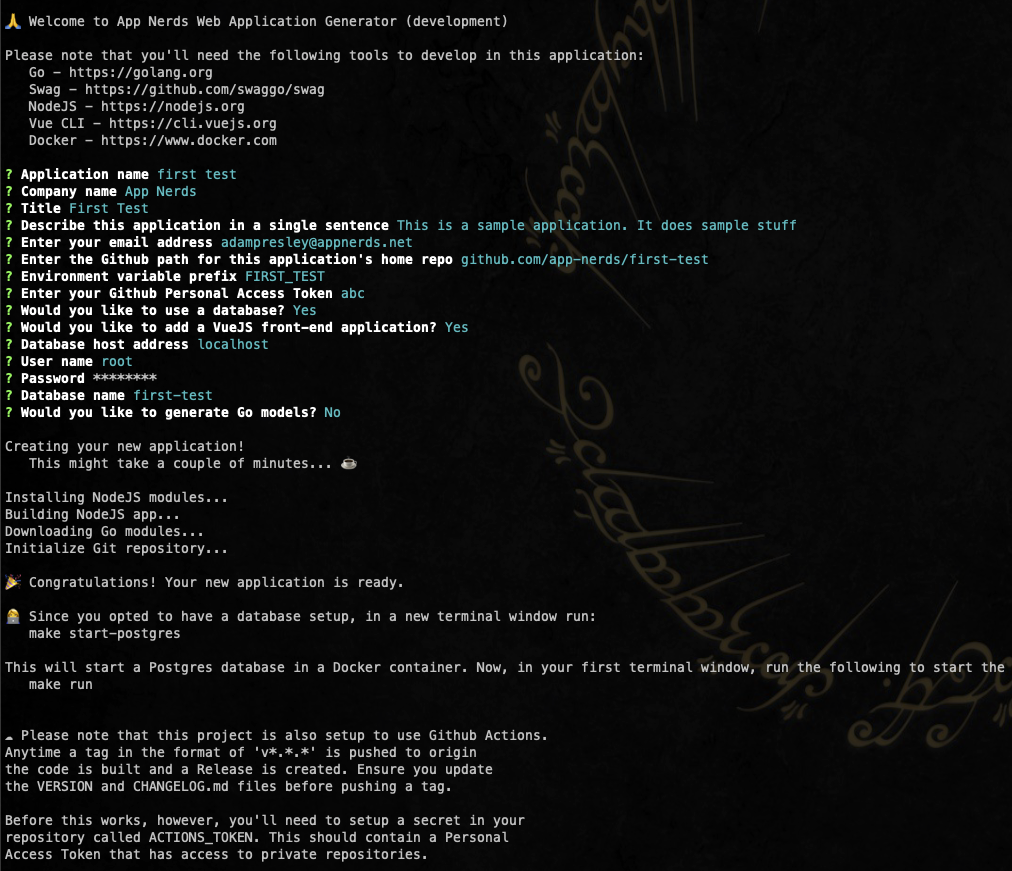 🙏 Welcome to App Nerds Web Application Generator (development)
Please note that you'll need the following tools to develop in this application:
Go – https://golang.org
Swag – https://github.com/swaggo/swag
NodeJS – https://nodejs.org
Vue CLI – https://cli.vuejs.org
Docker – https://www.docker.com
? Application name first test
? Company name App Nerds
? Title First Test
? Describe this application in a single sentence This is a sample application. It does sample stuff
? Enter your email address adampresley@appnerds.net
? Enter the Github path for this application's home repo github.com/app-nerds/first-test
? Environment variable prefix FIRST_TEST
? Enter your Github Personal Access Token abc
? Would you like to use a database? Yes
? Would you like to add a VueJS front-end application? Yes
? Database host address localhost
? User name root
? Password ********
? Database name first-test
? Would you like to generate Go models? No
Creating your new application!
This might take a couple of minutes... ☕
Installing NodeJS modules...
Building NodeJS app...
Downloading Go modules...
Initialize Git repository...
🎉 Congratulations! Your new application is ready.
Since you opted to have a database setup, in a new terminal window run:
make start-postgres
This will start a Postgres database in a Docker container. Now, in your first terminal window, run the following to start the
make run
☁ Please note that this project is also setup to use Github Actions.
Anytime a tag in the format of 'v*.*.*' is pushed to origin
the code is built and a Release is created. Ensure you update
the VERSION and CHANGELOG.md files before pushing a tag.
Before this works, however, you'll need to setup a secret in your
repository called ACTIONS_TOKEN. This should contain a Personal
Access Token that has access to private repositories.